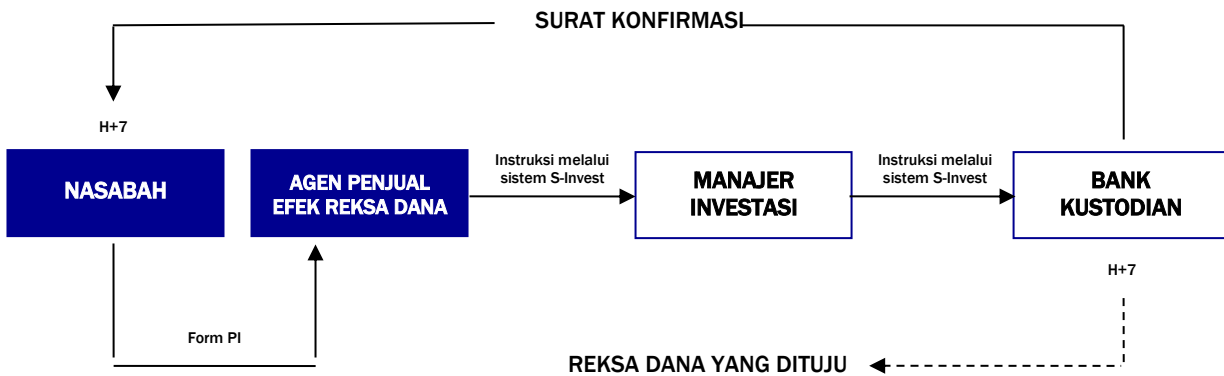 SURAT KONFIRMASI
H+7
NASABAH
AGEN PENJUAL
EFEK REKSA DANA
Instruksi melalui
sistem S-Invest
MANAJER
INVESTASI
Instruksi melalui
sistem S-Invest
BANK
KUSTODIAN
H+7
Form PI
REKSA DANA YANG DITUJU